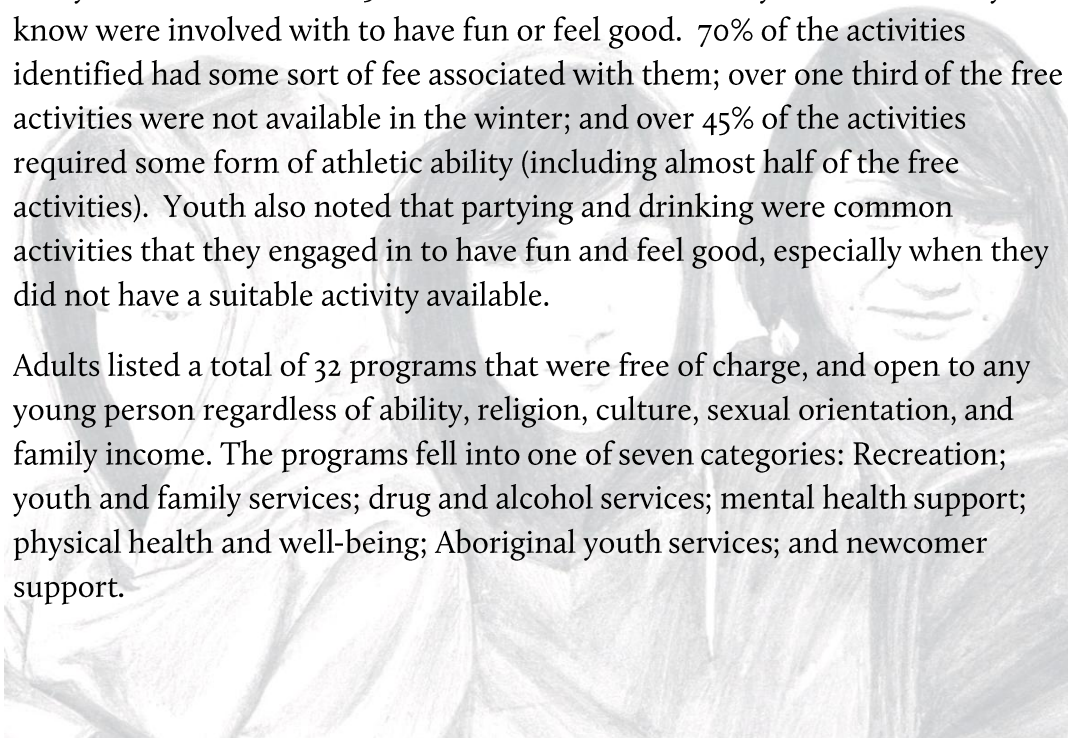 know were involved with to have fun or feel good.  70% of the activities
identified had some sort of fee associated with them; over one third of the free
activities were not available in the winter; and over 45% of the activities
required some form of athletic ability (including almost half of the free
activities).  Youth also noted that partying and drinking were common
activities that they engaged in to have fun and feel good, especially when they
did not have a suitable activity available.
Adults listed a total of 32 programs that were free of charge, and open to any
young person regardless of ability, religion, culture, sexual orientation, and
family income. The programs fell into one of seven categories: Recreation;
youth and family services; drug and alcohol services; mental health support;
physical health and well-being; Aboriginal youth services; and newcomer
support.